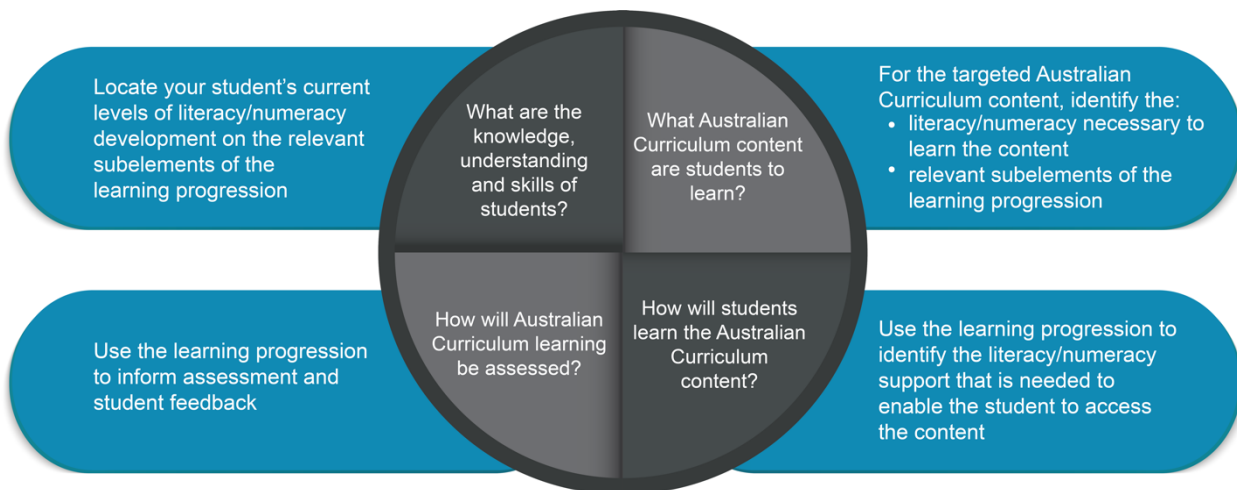 Locate your student's current
levels of literacy/numeracy
development on the relevant
subelements of the
learning progression
What are the
knowledge,
understanding
and skills of
students?
What Australian
Curriculum content
are students to
learn?
For the targeted Australian
Curriculum content, identify the:
• literacy/numeracy necessary to
learn the content
• relevant subelements of the
learning progression
Use the learning progression
to inform assessment and
student feedback
How will Australian
Curriculum learning
be assessed?
How will students
learn the Australian
Curriculum
content?
Use the learning progression to
identify the literacy/numeracy
support that is needed to
enable the student to access
the content